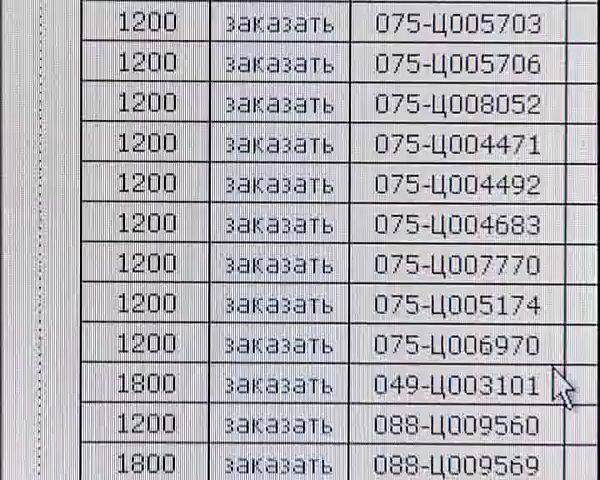 1200 заказать 075-Ц005703
1200 заказать 075-Ц005706
1200 заказать 075-Ц008052
1200 заказать 075-Ц004471
1200 заказать 075-Ц004492
1200 заказать 075-Ц004683
1200 заказать 075-Ц007770
1200 заказать 075-Ц005174
1200 заказать 075-Ц006970
1800 заказать 049-Ц003101
1200 заказать 088-Ц009560
1800 заказать 088-Ц009569